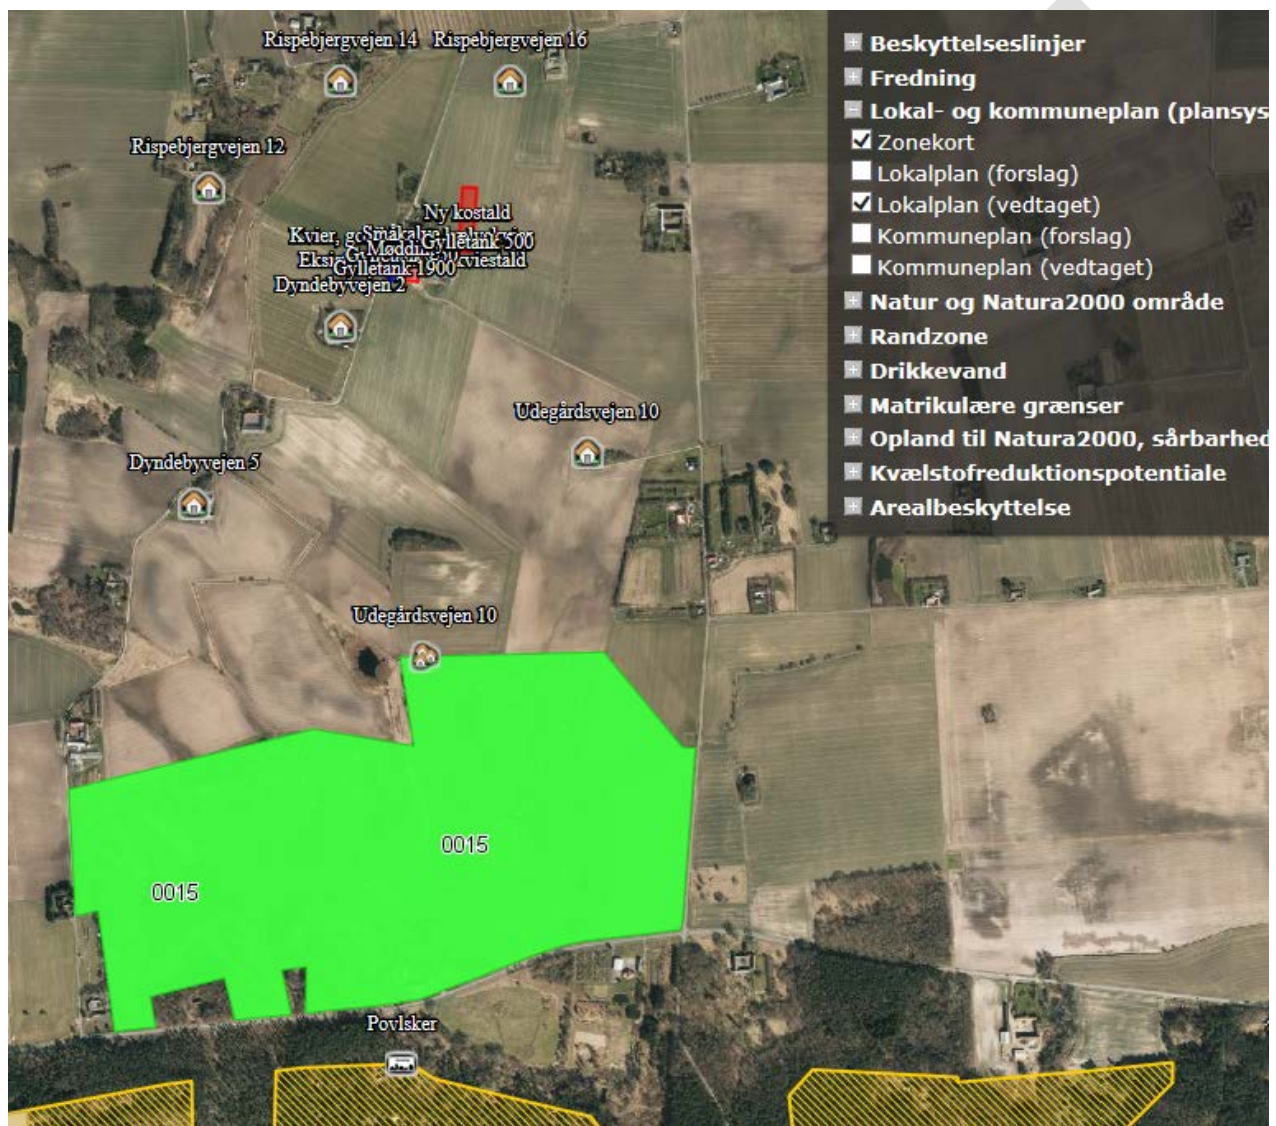 Rispebjergvejen 14
Rispebjergvejen 16
Rispebjergvejen 12
Ny kostald
Kvier,
Småkalve
Gylletank 500
Gylletank 1900
Dyndebyvejen 2
Udegårdsvejen 10
Dyndebyvejen 5
Udegårdsvejen 10
0015
0015
Povlsker
Beskyttelseslinjer
Fredning
Lokal- og kommuneplan (plansys
Zonekort
Lokalplan (forslag)
Lokalplan (vedtaget)
Kommuneplan (forslag)
Kommuneplan (vedtaget)
Natur og Natura2000 område
Randzone
Drikkevand
Matrikulære grænser
Opland til Natura2000, sårbarhed
Kvælstofreduktionspotentiale
Arealbeskyttelse